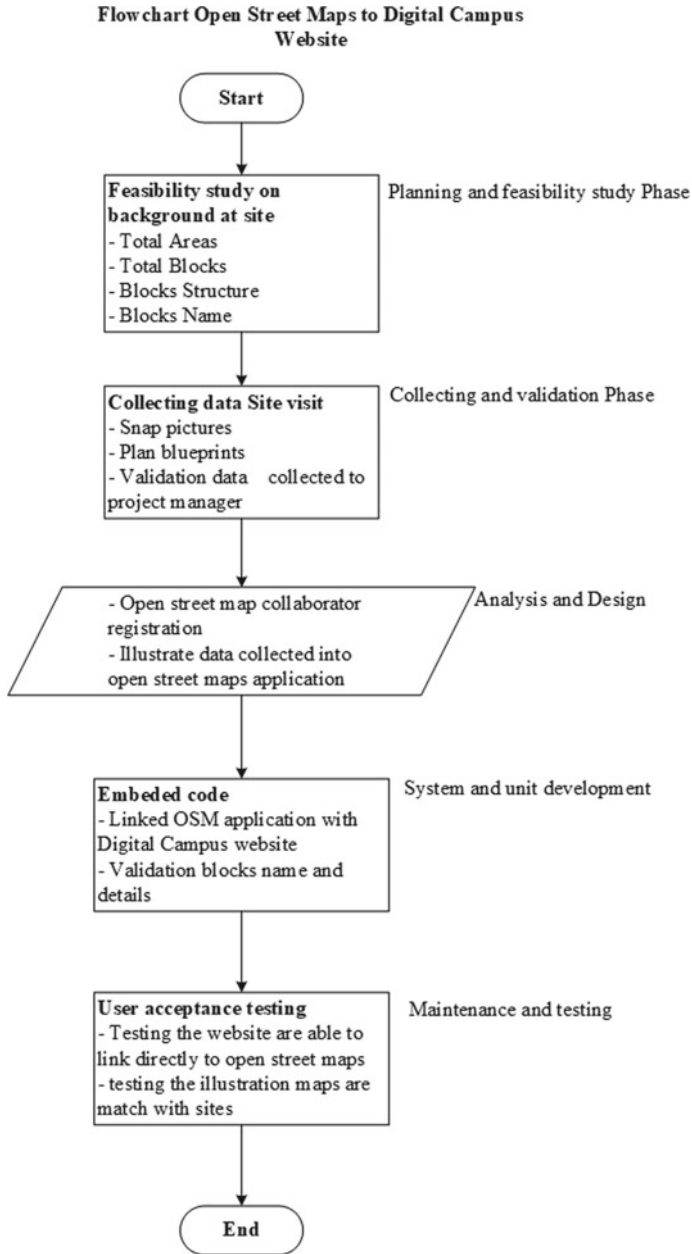 Flowchart Open Street Maps to Digital Campus
Website
Start
Feasibility study on
background at site
- Total Areas
- Total Blocks
- Blocks Structure
- Blocks Name
Planning and feasibility study Phase
Collecting data Site visit
- Snap pictures
- Plan blueprints
- Validation data collected to
project manager
Collecting and validation Phase
- Open street map collaborator
registration
- Illustrate data collected into
open street maps application
Analysis and Design
Embeded code
- Linked OSM application with
Digital Campus website
- Validation blocks name and
details
System and unit development
User acceptance testing
- Testing the website are able to
link directly to open street maps
- testing the illustration maps are
match with sites
Maintenance and testing
End